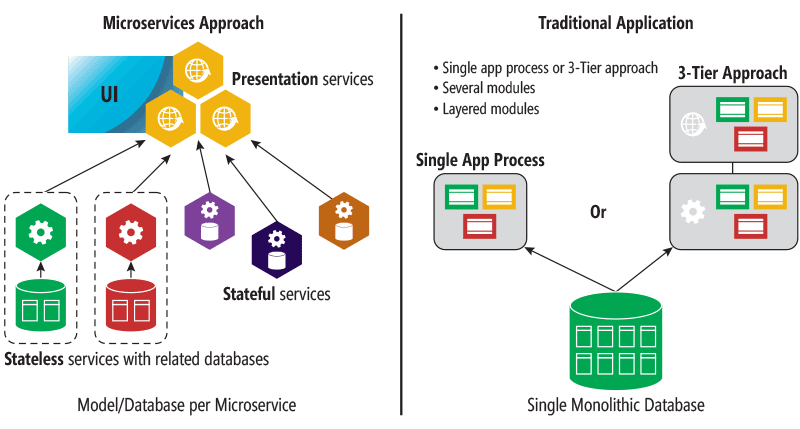 Microservices Approach
UI
Presentation services
Stateful services
Stateless services with related databases
Model/Database per Microservice
Traditional Application
• Single app process or 3-Tier approach
• Several modules
• Layered modules
3-Tier Approach
Single App Process
Or
Single Monolithic Database